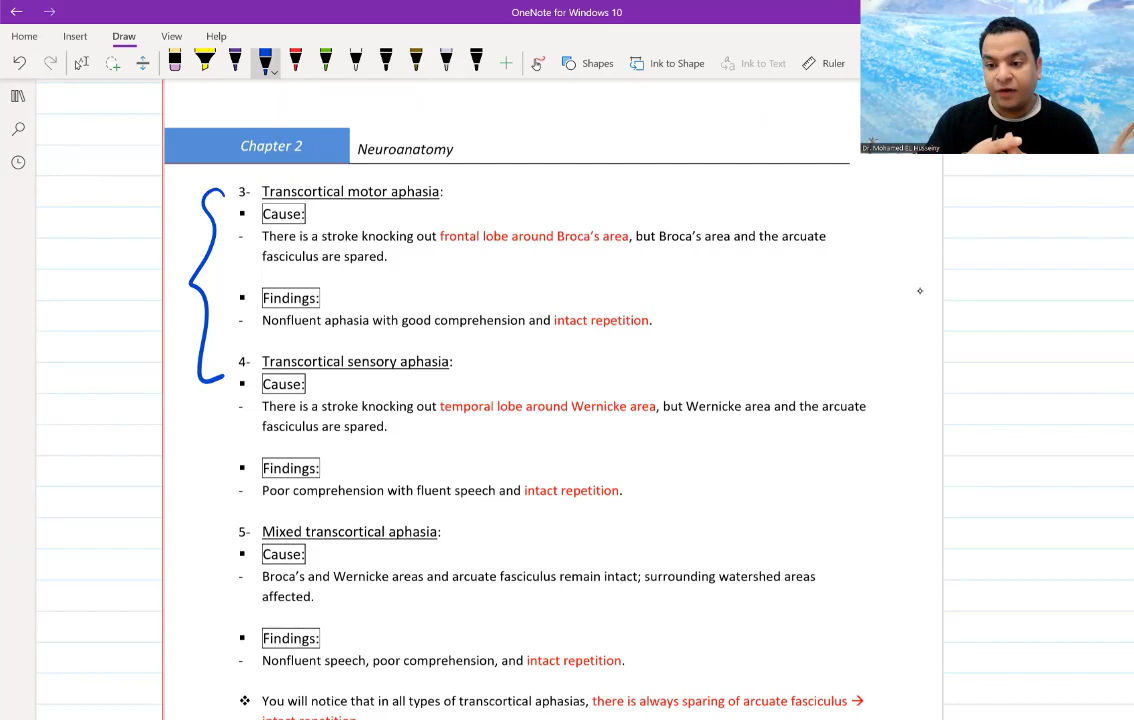 OneNote for Windows 10
Home Insert Draw View Help
Shapes Ink to Shape Ink to Text Ruler
Dr. Mohamed EL Husseiny
Chapter 2 Neuroanatomy
3- Transcortical motor aphasia:
▪ Cause:
- There is a stroke knocking out frontal lobe around Broca’s area, but Broca’s area and the arcuate
fasciculus are spared.
▪ Findings:
- Nonfluent aphasia with good comprehension and intact repetition.
4- Transcortical sensory aphasia:
▪ Cause:
- There is a stroke knocking out temporal lobe around Wernicke area, but Wernicke area and the arcuate
fasciculus are spared.
▪ Findings:
- Poor comprehension with fluent speech and intact repetition.
5- Mixed transcortical aphasia:
▪ Cause:
- Broca’s and Wernicke areas and arcuate fasciculus remain intact; surrounding watershed areas
affected.
▪ Findings:
- Nonfluent speech, poor comprehension, and intact repetition.
❖ You will notice that in all types of transcortical aphasias, there is always sparing of arcuate fasciculus →
intact repetition